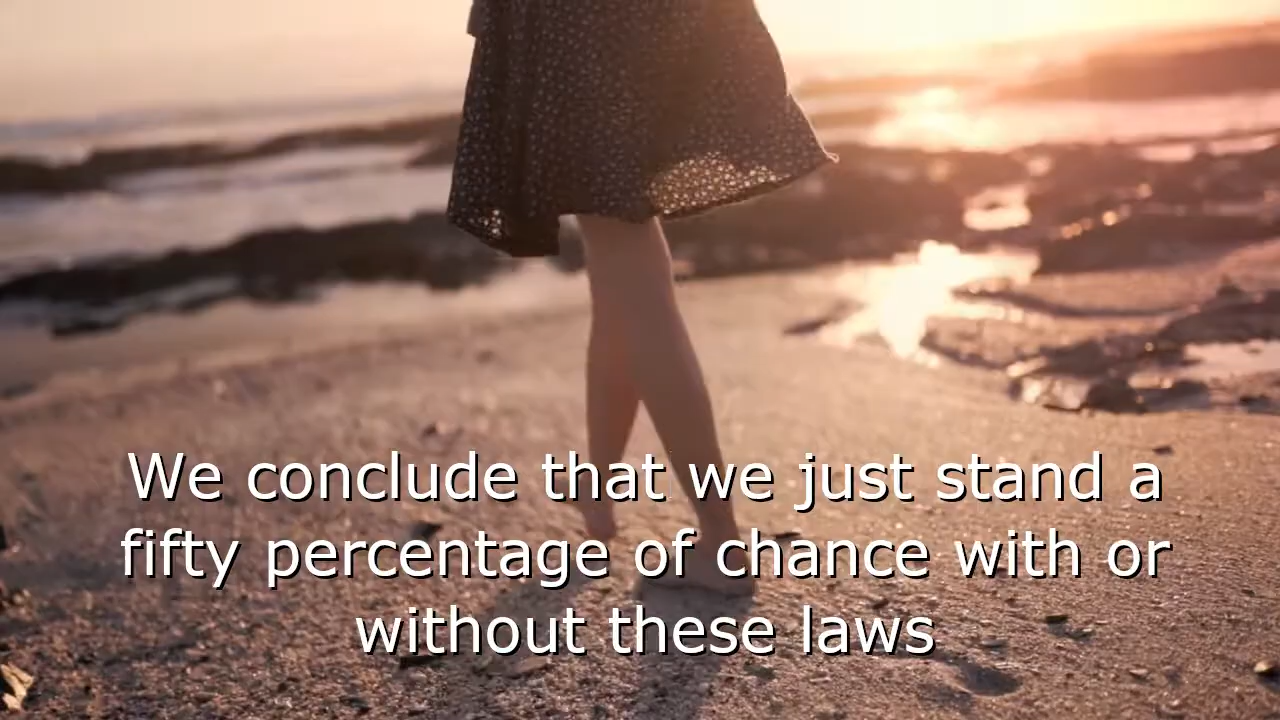 We conclude that we just stand a
fifty percentage of chance with or
without these laws